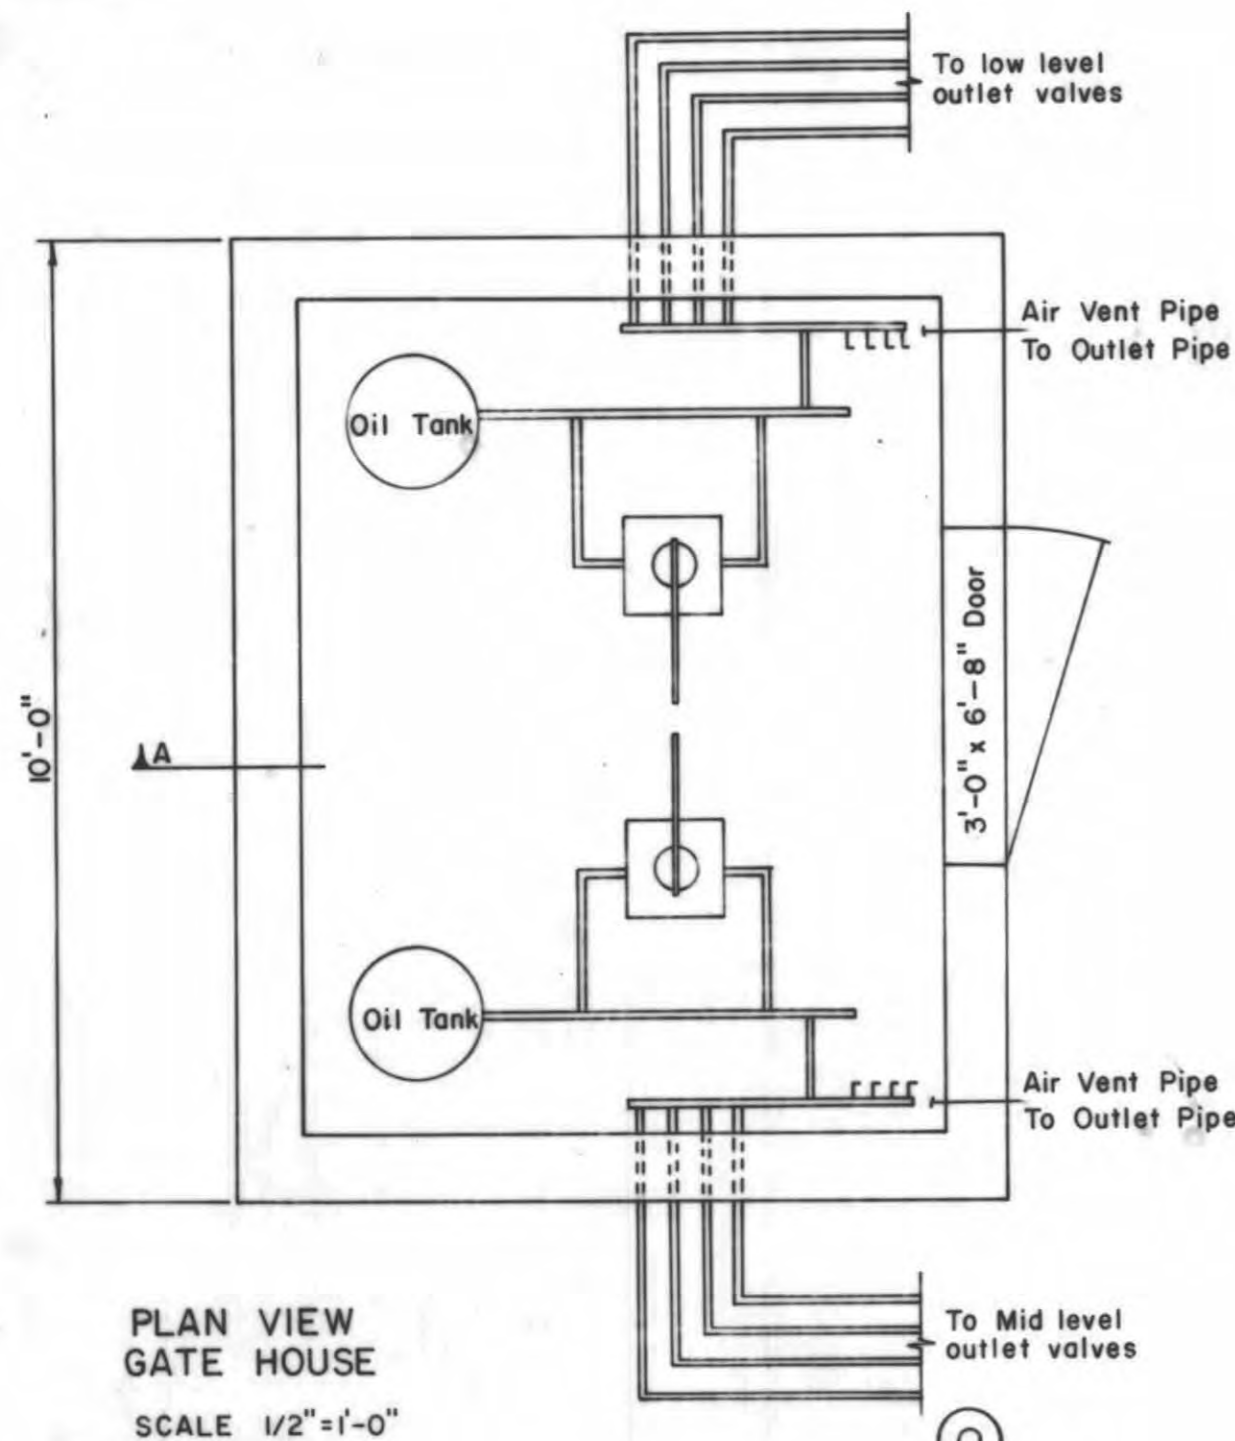 To low level
outlet valves
Air Vent Pipe
To Outlet Pipe
Oil Tank
3'-0" x 6'-8" Door
10'-0"
A
Oil Tank
Air Vent Pipe
To Outlet Pipe
To Mid level
outlet valves
PLAN VIEW
GATE HOUSE
SCALE 1/2"=1'-0"